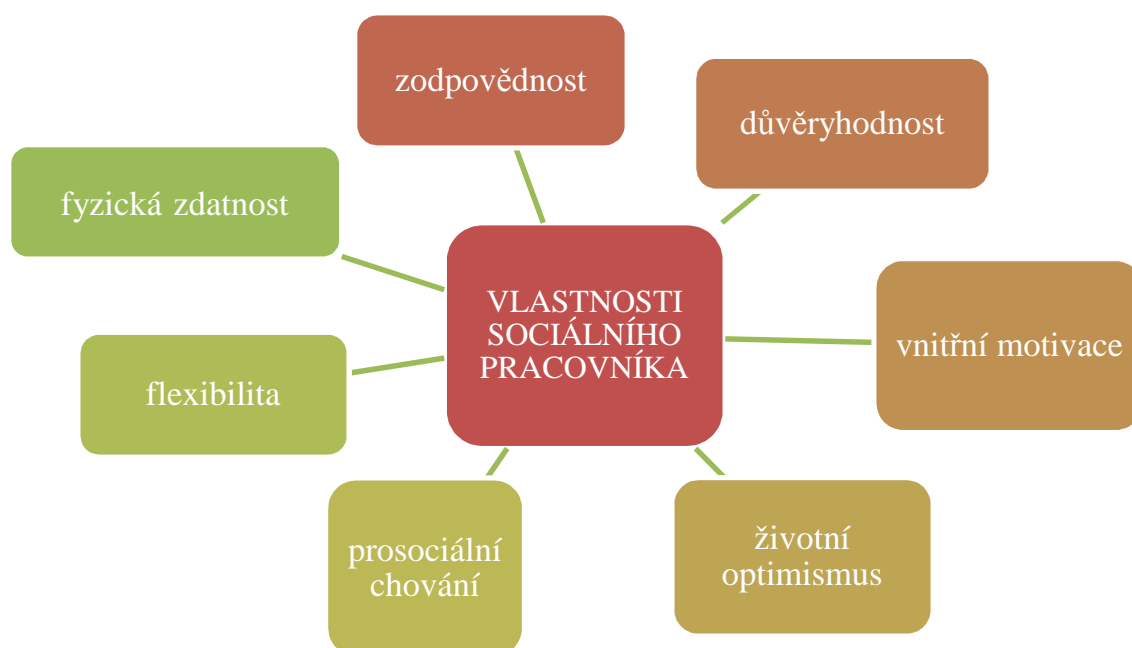 zodpovědnost
důvěryhodnost
fyzická zdatnost
VLASTNOSTI
SOCIÁLNÍHO
PRACOVNÍKA
vnitřní motivace
flexibilita
prosociální
chování
životní
optimismus